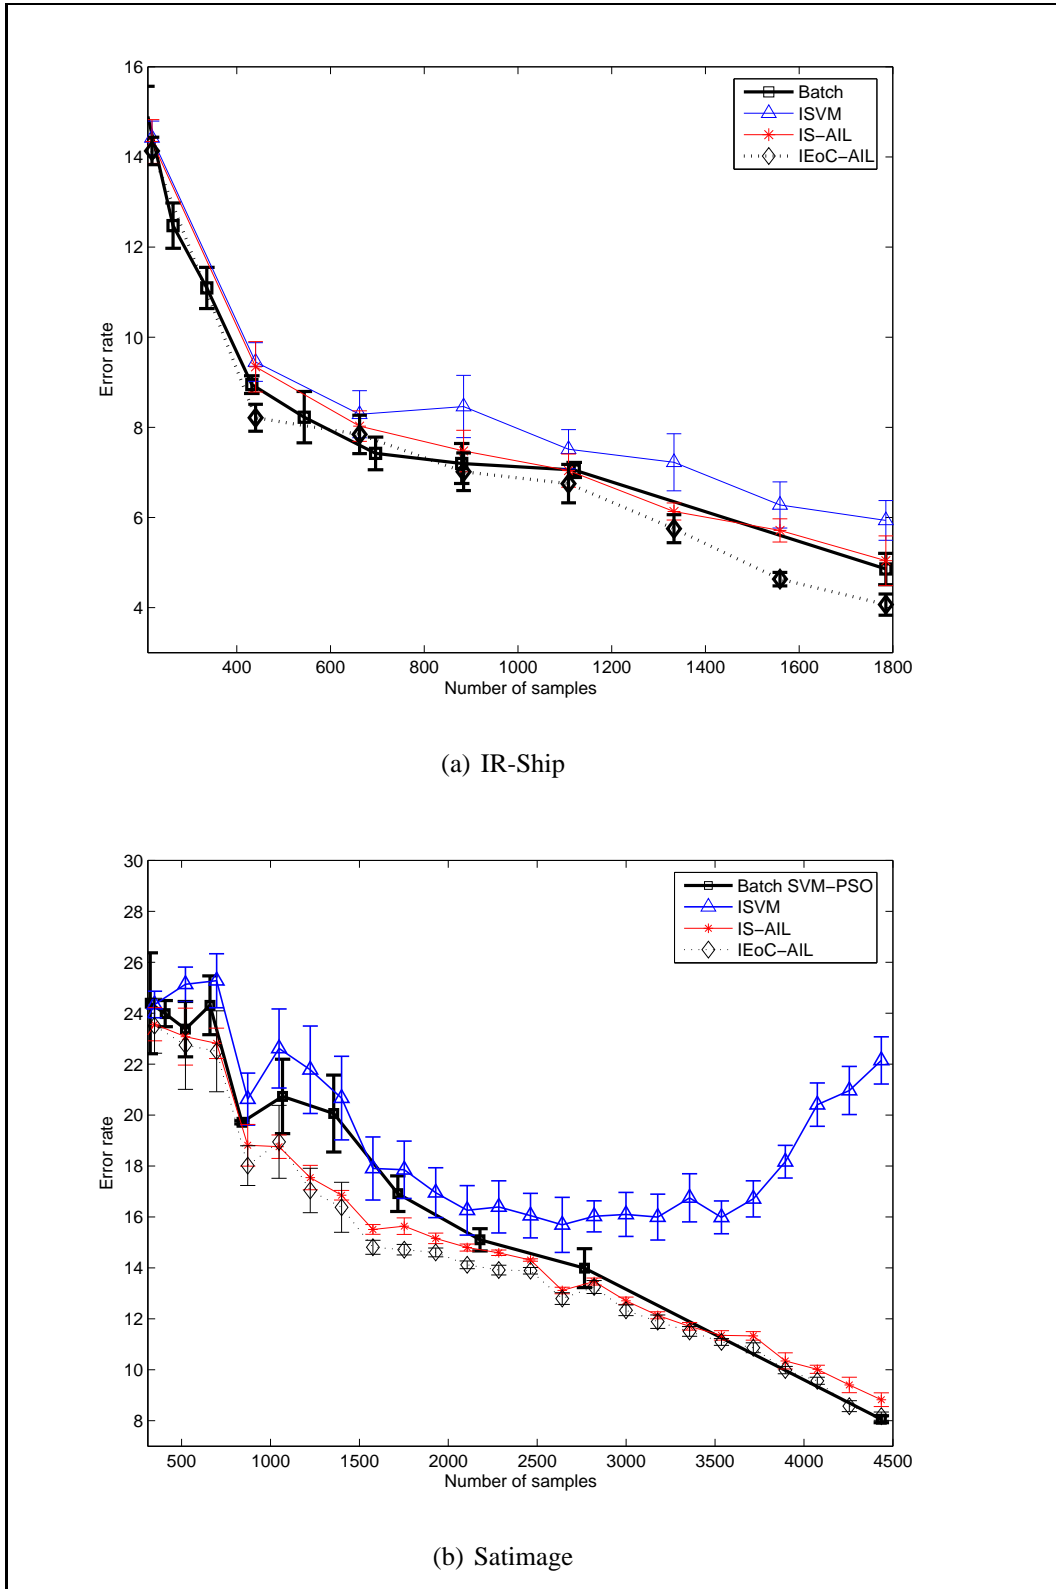 16
14
12
10
8
6
4
Error rate
400 600 800 1000 1200 1400 1600 1800
Number of samples
Batch
ISVM
IS-AIL
IEoC-AIL
(a) IR-Ship
30
28
26
24
22
20
18
16
14
12
10
8
Error rate
500 1000 1500 2000 2500 3000 3500 4000 4500
Number of samples
Batch SVM-PSO
ISVM
IS-AIL
IEoC-AIL
(b) Satimage